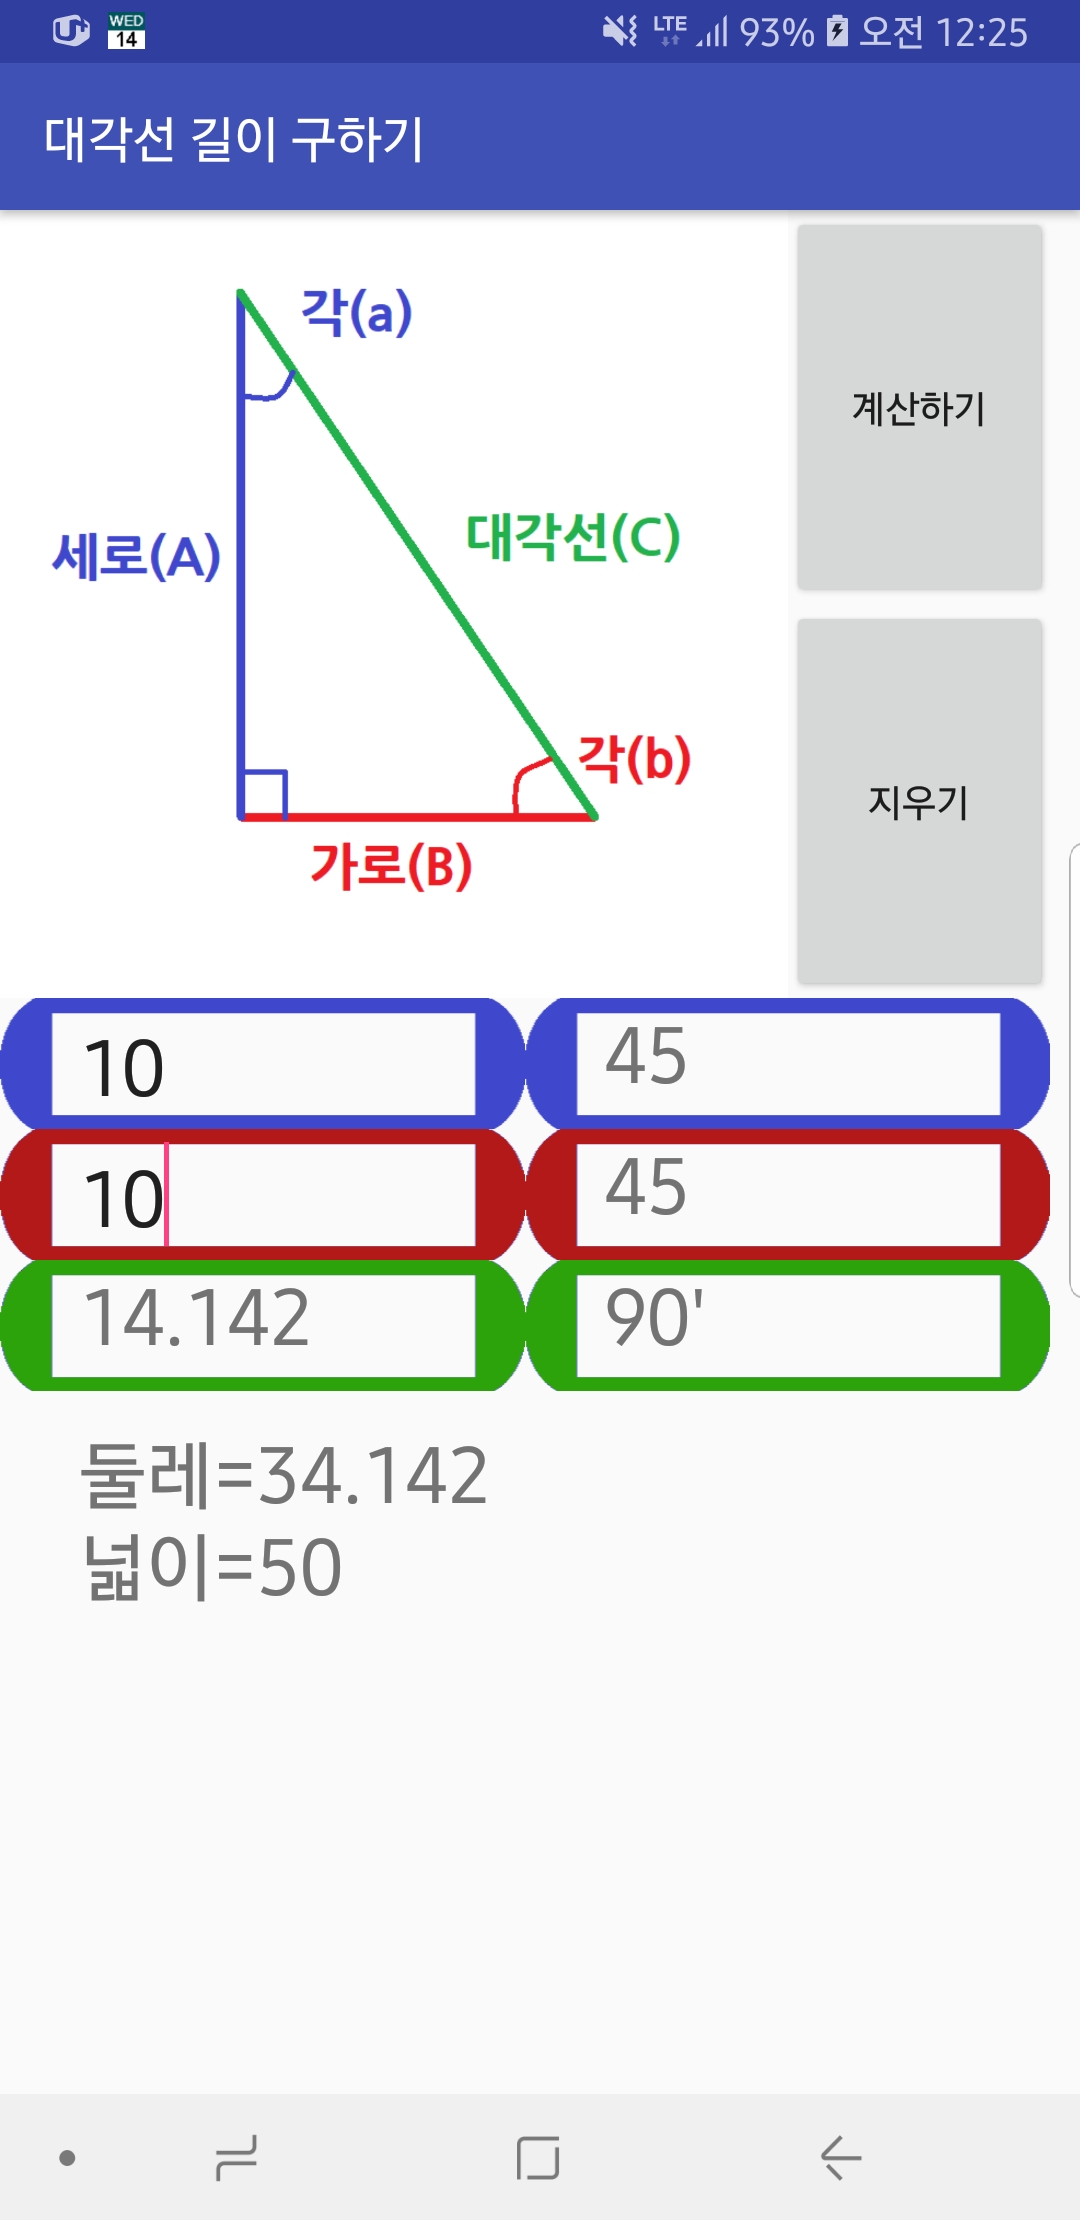 WED
14
LTE
93%
오전 12:25
대각선 길이 구하기
각(a)
계산하기
세로(A)
대각선(C)
각(b)
지우기
가로(B)
10
45
10
45
14.142
90'
둘레=34.142
넓이=50